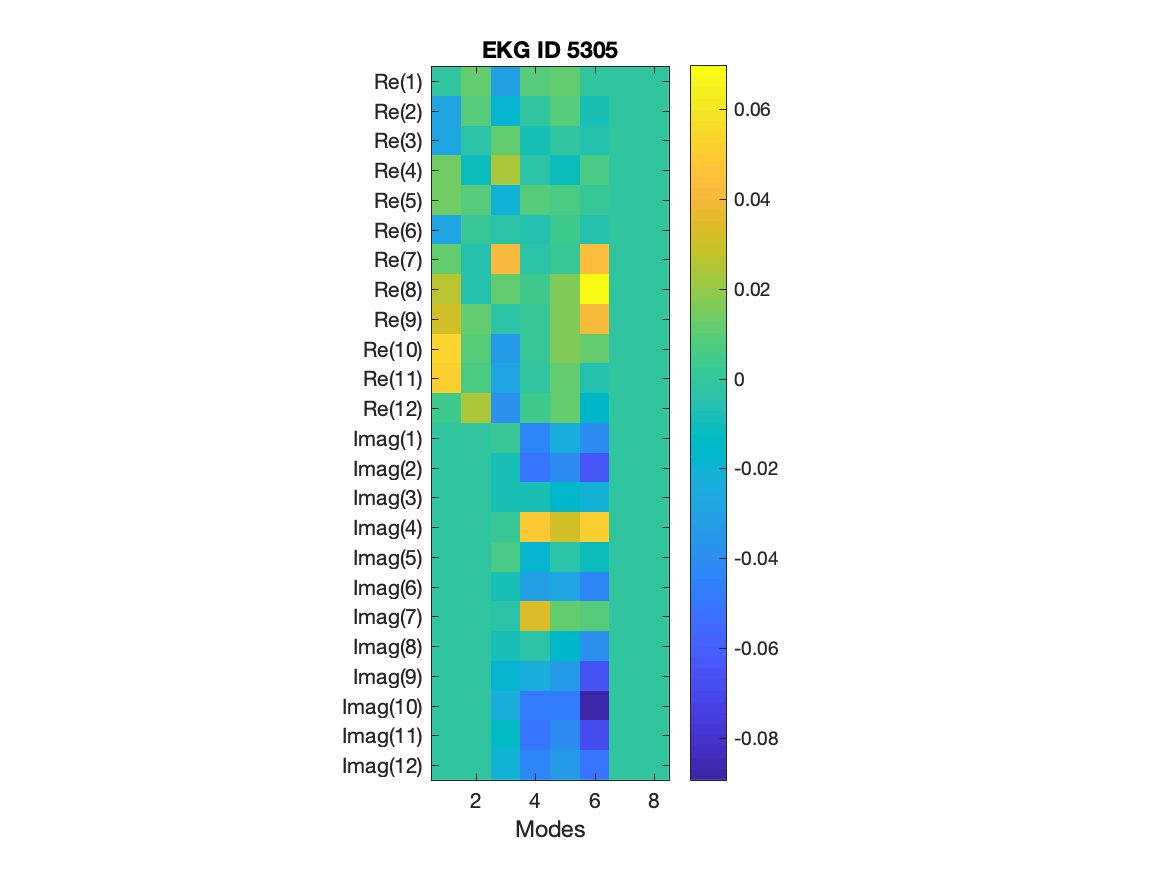 EKG ID 5305
Re(1)
Re(2)
Re(3)
Re(4)
Re(5)
Re(6)
Re(7)
Re(8)
Re(9)
Re(10)
Re(11)
Re(12)
Imag(1)
Imag(2)
Imag(3)
Imag(4)
Imag(5)
Imag(6)
Imag(7)
Imag(8)
Imag(9)
Imag(10)
Imag(11)
Imag(12)
2 4 6 8
Modes
0.06
0.04
0.02
0
-0.02
-0.04
-0.06
-0.08